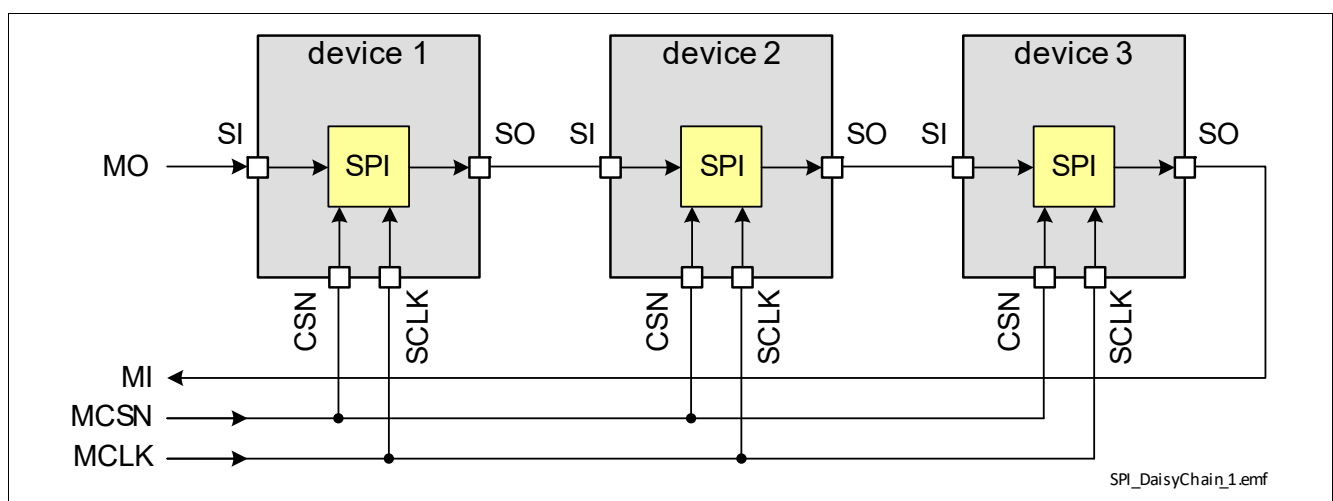 device 1
device 2
device 3
SI
SO
SI
SO
SI
SO
MO
SPI
SPI
SPI
CSN
SCLK
CSN
SCLK
CSN
SCLK
MI
MCSN
MCLK
SPI_DaisyChain_1.emf